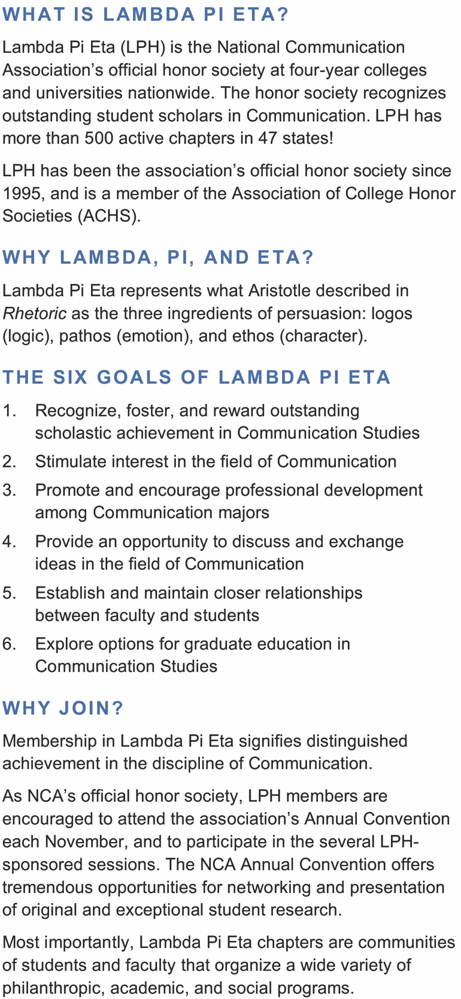 WHAT IS LAMBDA PI ETA?
Lambda Pi Eta (LPH) is the National Communication
Association’s official honor society at four-year colleges
and universities nationwide. The honor society recognizes
outstanding student scholars in Communication. LPH has
more than 500 active chapters in 47 states!
LPH has been the association’s official honor society since
1995, and is a member of the Association of College Honor
Societies (ACHS).
WHY LAMBDA, PI, AND ETA?
Lambda Pi Eta represents what Aristotle described in
Rhetoric as the three ingredients of persuasion: logos
(logic), pathos (emotion), and ethos (character).
THE SIX GOALS OF LAMBDA PI ETA
1. Recognize, foster, and reward outstanding
scholastic achievement in Communication Studies
2. Stimulate interest in the field of Communication
3. Promote and encourage professional development
among Communication majors
4. Provide an opportunity to discuss and exchange
ideas in the field of Communication
5. Establish and maintain closer relationships
between faculty and students
6. Explore options for graduate education in
Communication Studies
WHY JOIN?
Membership in Lambda Pi Eta signifies distinguished
achievement in the discipline of Communication.
As NCA’s official honor society, LPH members are
encouraged to attend the association’s Annual Convention
each November, and to participate in the several LPH-
sponsored sessions. The NCA Annual Convention offers
tremendous opportunities for networking and presentation
of original and exceptional student research.
Most importantly, Lambda Pi Eta chapters are communities
of students and faculty that organize a wide variety of
philanthropic, academic, and social programs.